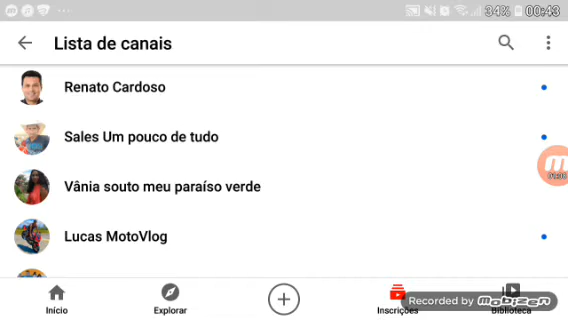 34% 00:43
Lista de canais
Renato Cardoso
Sales Um pouco de tudo
Vânia souto meu paraíso verde
Lucas MotoVlog
Início
Explorar
Inscrições
Biblioteca
Recorded by mobizen